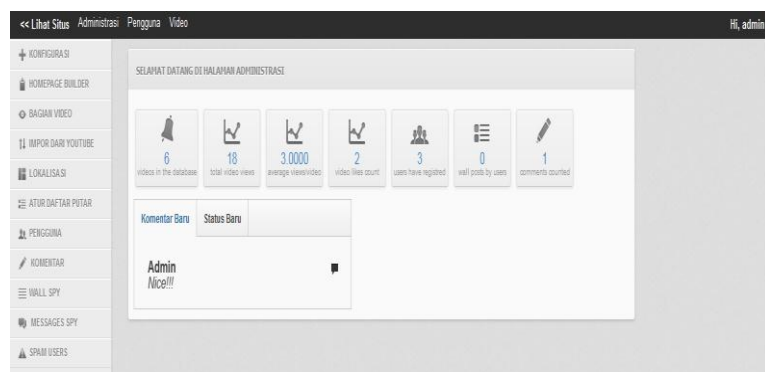 << Lihat Situs Administrasi Pengguna Video
Hi, admin
KONFIGURASI
HOMEPAGE BUILDER
BAGIAN VIDEO
IMPOR DARI YOUTUBE
LOKALISASI
ATUR DAFTAR PUTAR
PENGGUNA
KOMENTAR
WALL SPY
MESSAGES SPY
SPAM USERS
SELAMAT DATANG DI HALAMAN ADMINISTRASI
6
videos in the database
18
total video views
3.0000
average views/video
2
video likes count
3
users have registred
0
wall posts by users
1
comments counted
Komentar Baru Status Baru
Admin
Nice!!!